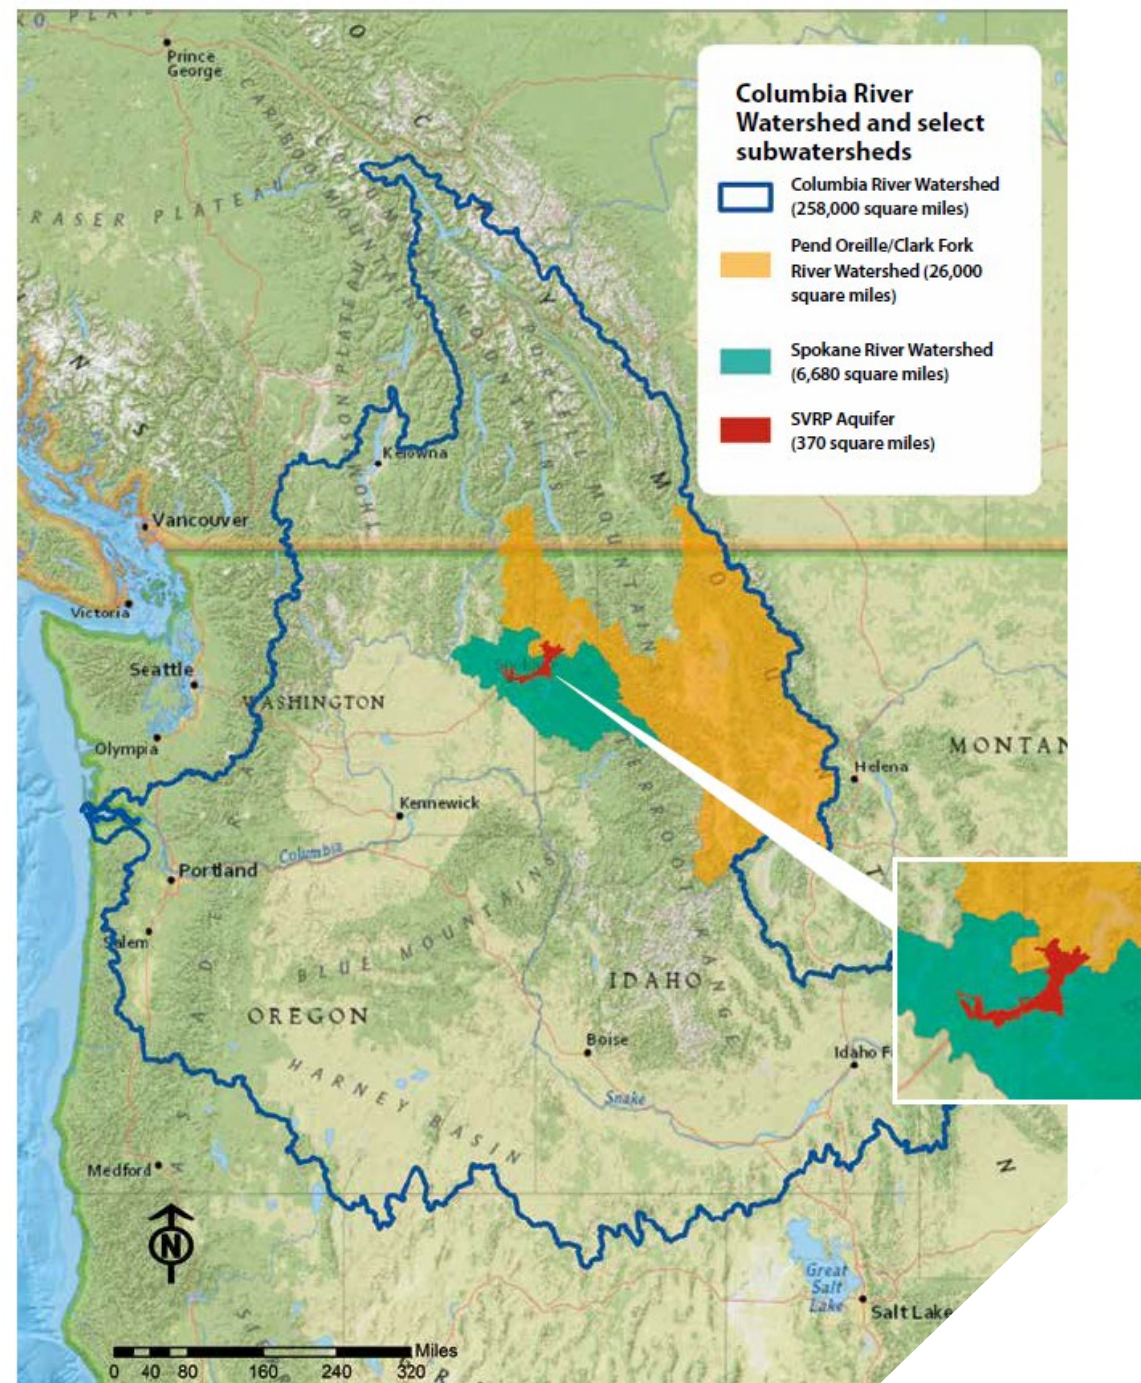 Prince
George
FRASER PLATEAU
Columbia River
Watershed and select
subwatersheds
Columbia River Watershed
(258,000 square miles)
Pend Oreille/Clark Fork
River Watershed (26,000
square miles)
Spokane River Watershed
(6,680 square miles)
SVRP Aquifer
(370 square miles)
Kelowna
Vancouver
Victoria
Seattle
WASHINGTON
Olympia
MONTAN
Helena
Kennewick
Columbia
Portland
Salem
BLUE MOUNTAINS
IDAHO
OREGON
Boise
Idaho F
HARNEY BASIN
Snake
Medford
N
Great
Salt
Lake
Salt Lake
Miles
0 40 80 160 240 320